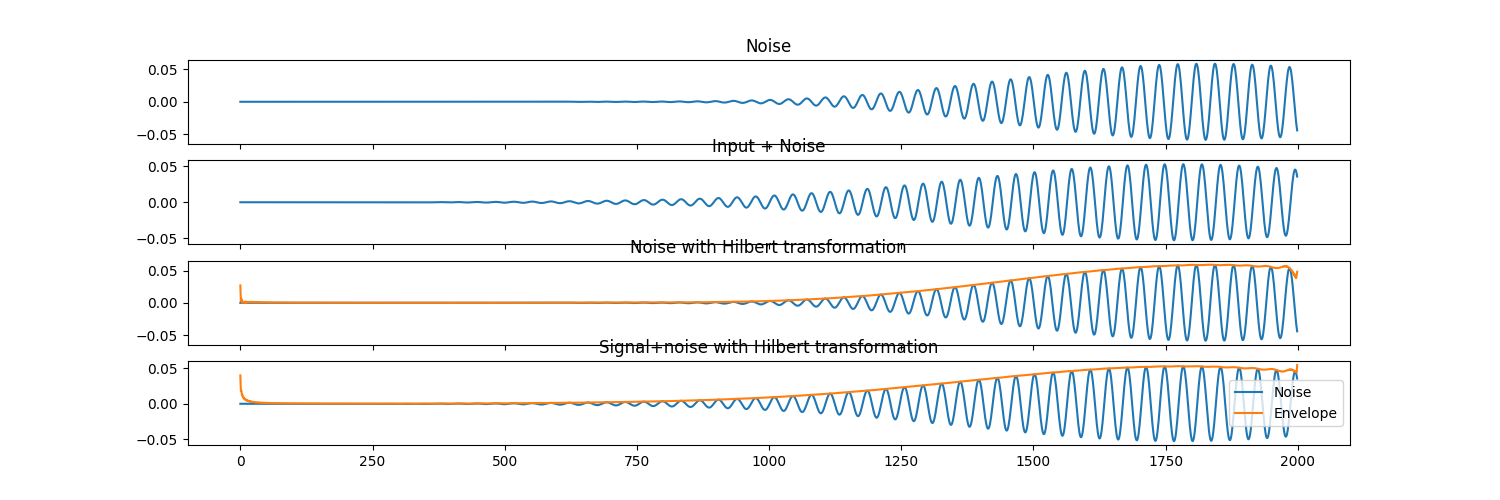 Noise
0.05
0.00
−0.05
Input + Noise
0.05
0.00
−0.05
Noise with Hilbert transformation
0.05
0.00
−0.05
Signal+noise with Hilbert transformation
0.05
0.00
−0.05
Noise
Envelope
0 250 500 750 1000 1250 1500 1750 2000